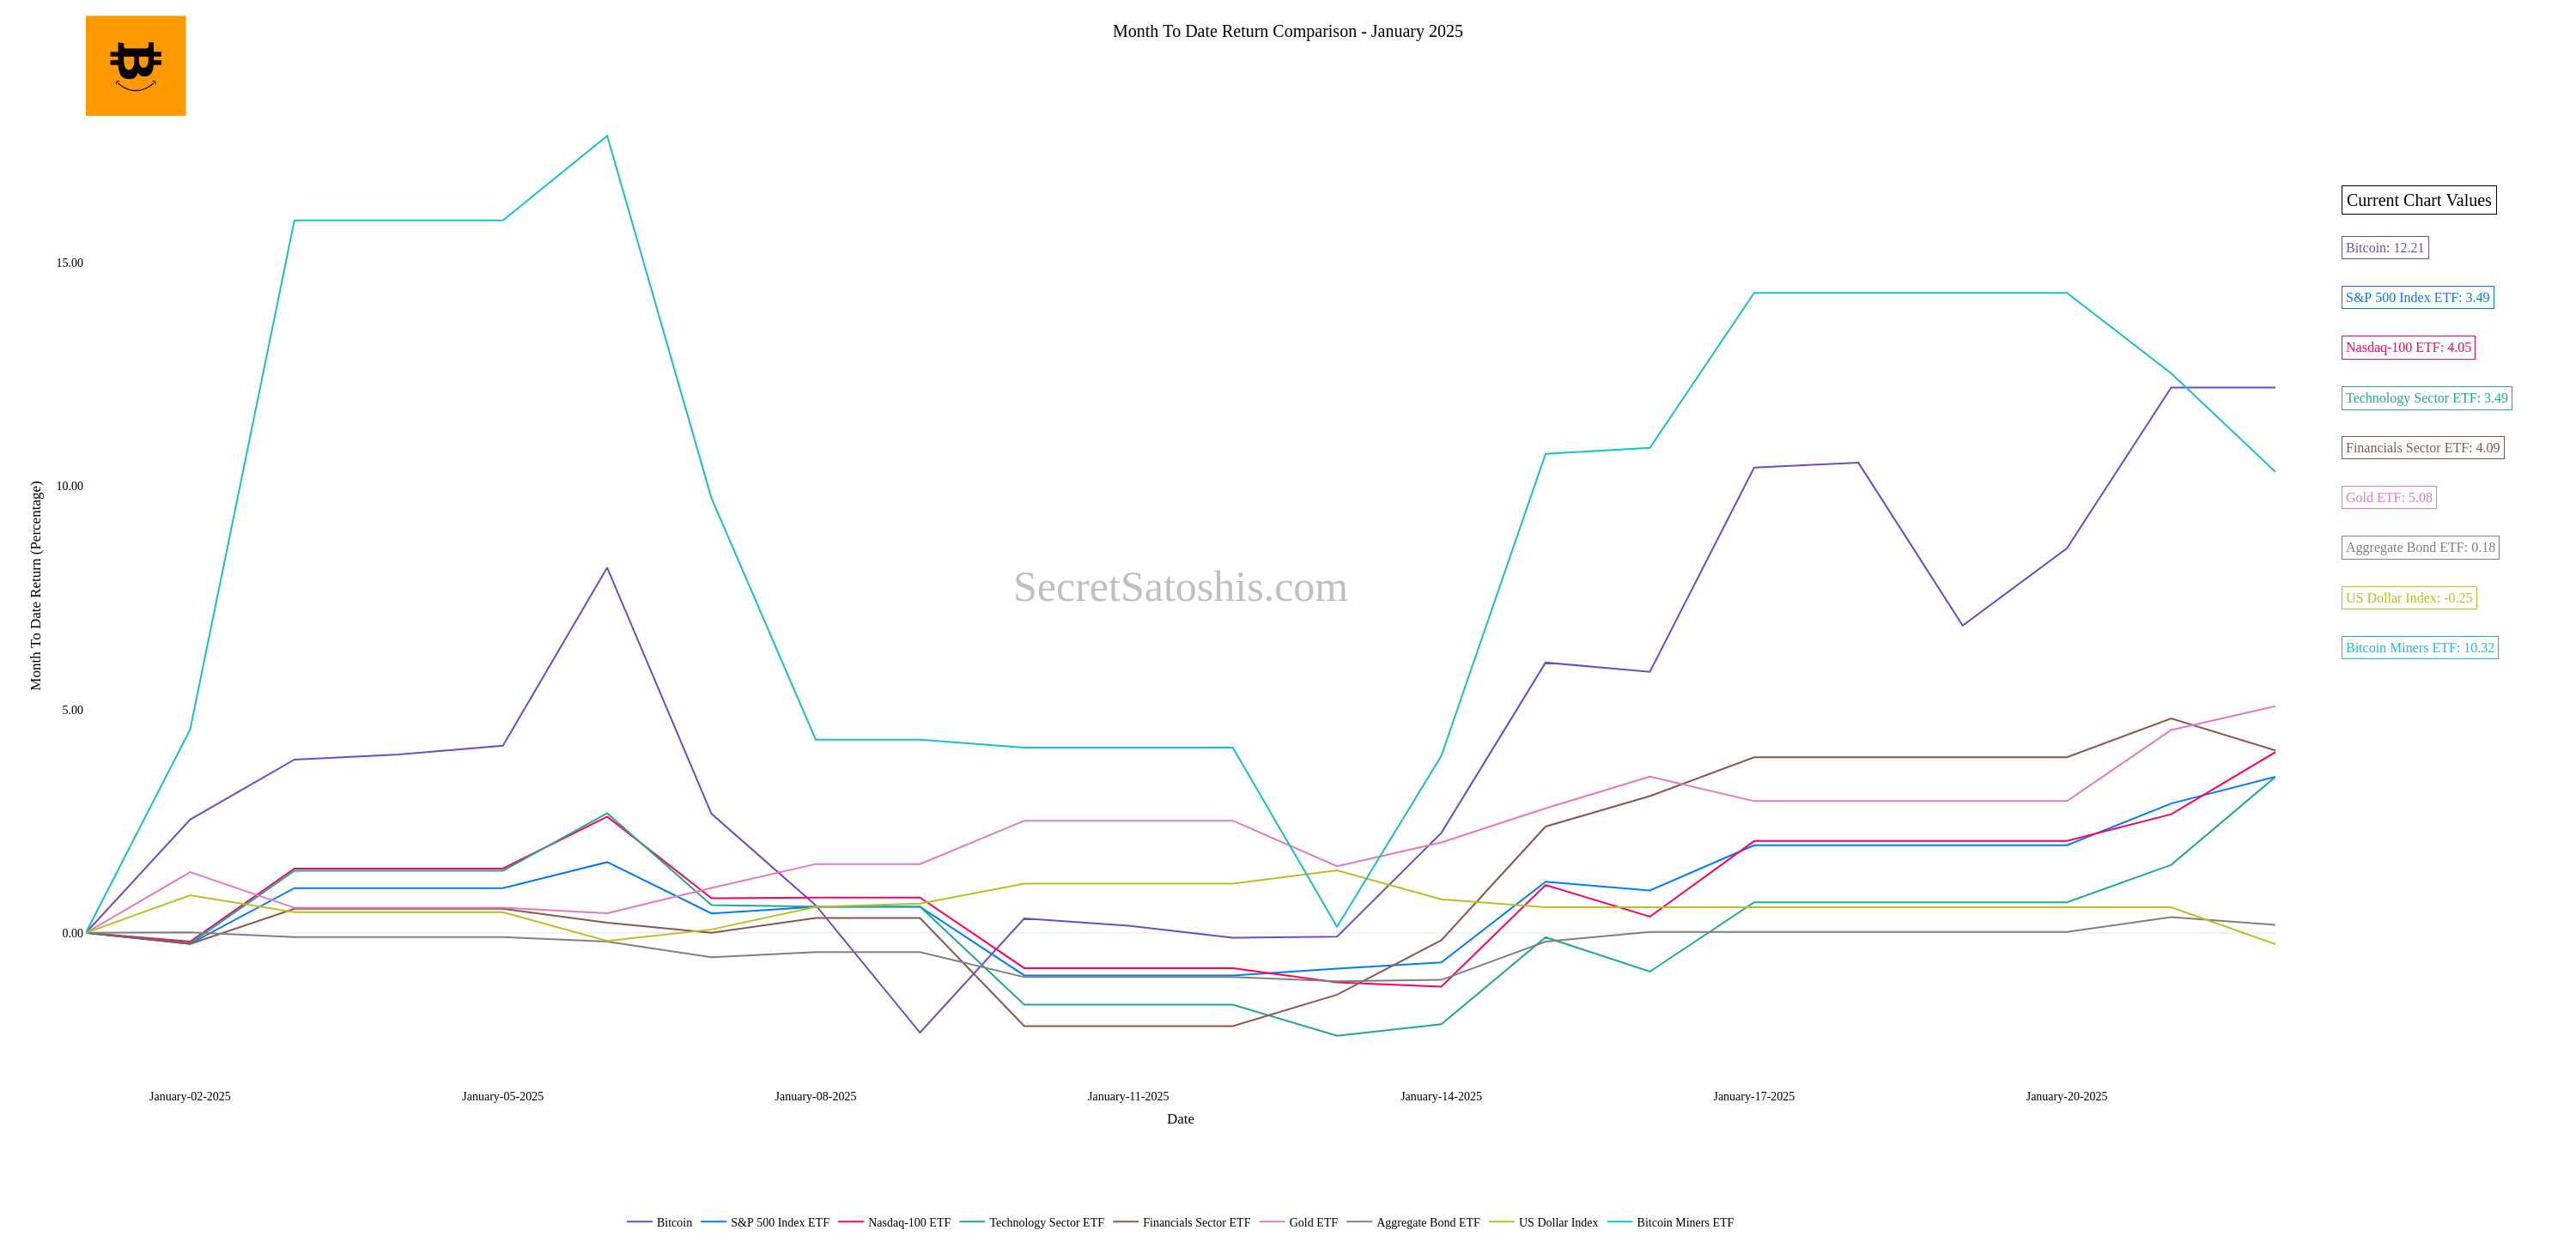 Month To Date Return Comparison - January 2025
Current Chart Values
Bitcoin: 12.21
S&P 500 Index ETF: 3.49
Nasdaq-100 ETF: 4.05
Technology Sector ETF: 3.49
Financials Sector ETF: 4.09
Gold ETF: 5.08
Aggregate Bond ETF: 0.18
US Dollar Index: -0.25
Bitcoin Miners ETF: 10.32
15.00
10.00
5.00
0.00
Month To Date Return (Percentage)
SecretSatoshis.com
January-02-2025 January-05-2025 January-08-2025 January-11-2025 January-14-2025 January-17-2025 January-20-2025
Date
Bitcoin S&P 500 Index ETF Nasdaq-100 ETF Technology Sector ETF Financials Sector ETF Gold ETF Aggregate Bond ETF US Dollar Index Bitcoin Miners ETF